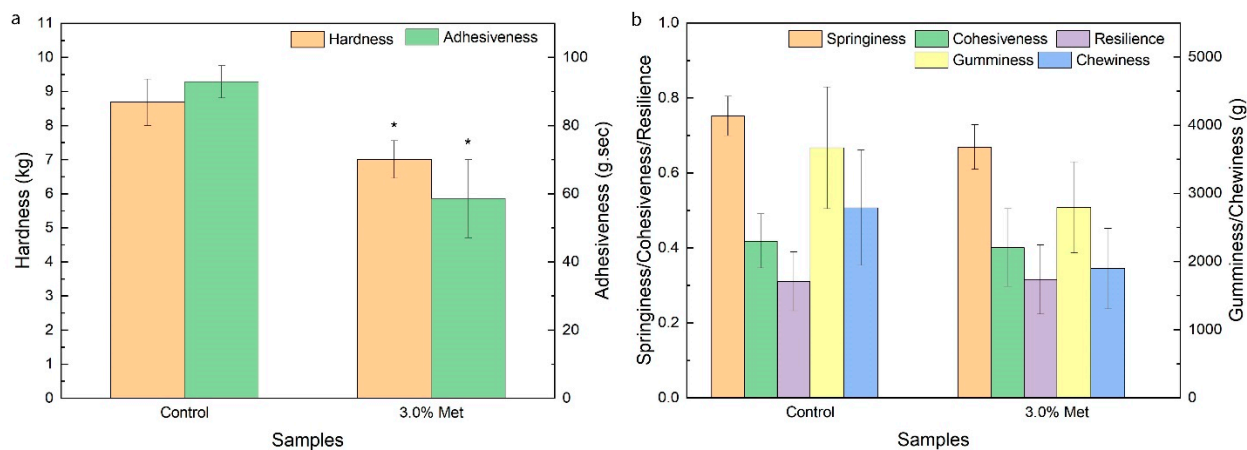 a
Hardness
Adhesiveness
11
10
9
8
7
6
5
4
3
2
1
0
Hardness (kg)
*
*
100
80
60
40
20
0
Adhesiveness (g.sec)
Control
3.0% Met
Samples
b
Springiness
Cohesiveness
Resilience
Gumminess
Chewiness
1.0
0.8
0.6
0.4
0.2
0.0
Springiness/Cohesiveness/Resilience
5000
4000
3000
2000
1000
0
Gumminess/Chewiness (g)
Control
3.0% Met
Samples